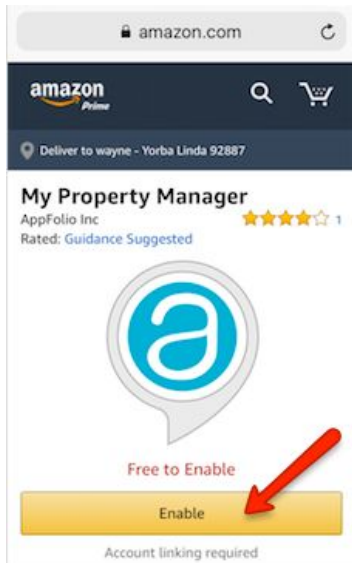 amazon.com
amazon
Prime
Deliver to wayne - Yorba Linda 92887
My Property Manager
AppFolio Inc 1
Rated: Guidance Suggested
a
Free to Enable
Enable
Account linking required